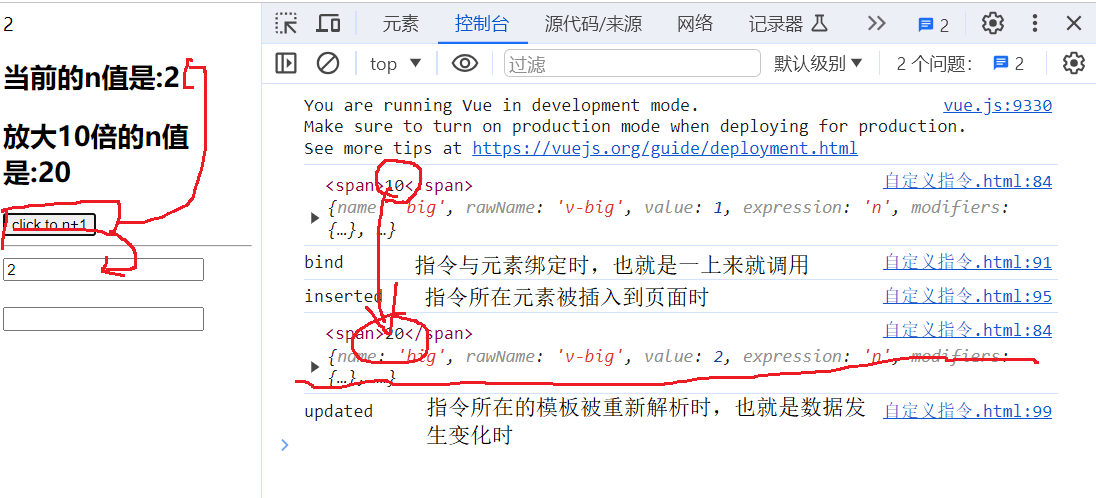 2
当前的n值是:2
放大10倍的n值
是:20
click to n+1
2
元素 控制台 源代码/来源 网络 记录器 2
top 过滤 默认级别 2 个问题: 2
You are running Vue in development mode. vue.js:9330
Make sure to turn on production mode when deploying for production.
See more tips at https://vuejs.org/guide/deployment.html
<span>10</span> 自定义指令.html:84
{name: 'big', rawName: 'v-big', value: 1, expression: 'n', modifiers:
{…}, …}
bind 指令与元素绑定时，也就是一上来就调用 自定义指令.html:91
inserted 指令所在元素被插入到页面时 自定义指令.html:95
<span>20</span> 自定义指令.html:84
{name: 'big', rawName: 'v-big', value: 2, expression: 'n', modifiers:
{…}, …}
updated 指令所在的模板被重新解析时，也就是数据发 自定义指令.html:99
生变化时